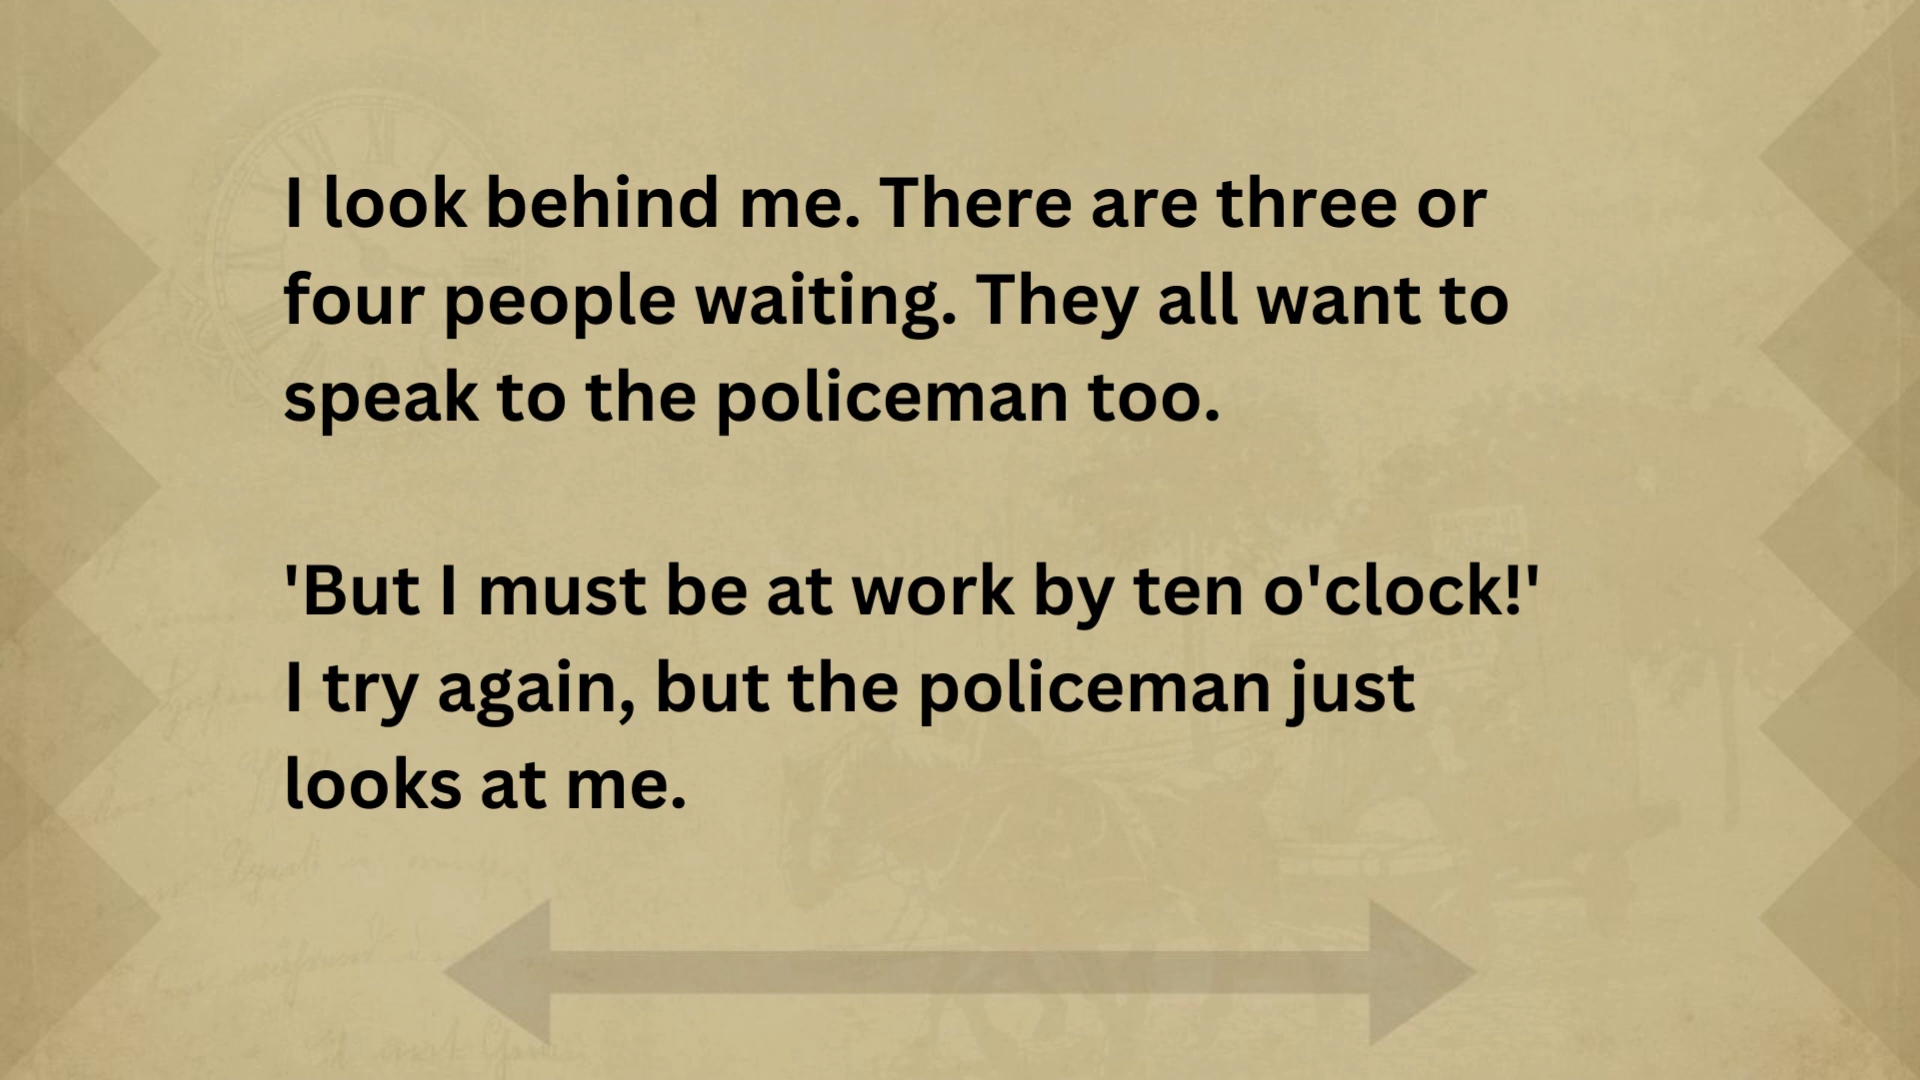 I look behind me. There are three or
four people waiting. They all want to
speak to the policeman too.
'But I must be at work by ten o'clock!'
I try again, but the policeman just
looks at me.